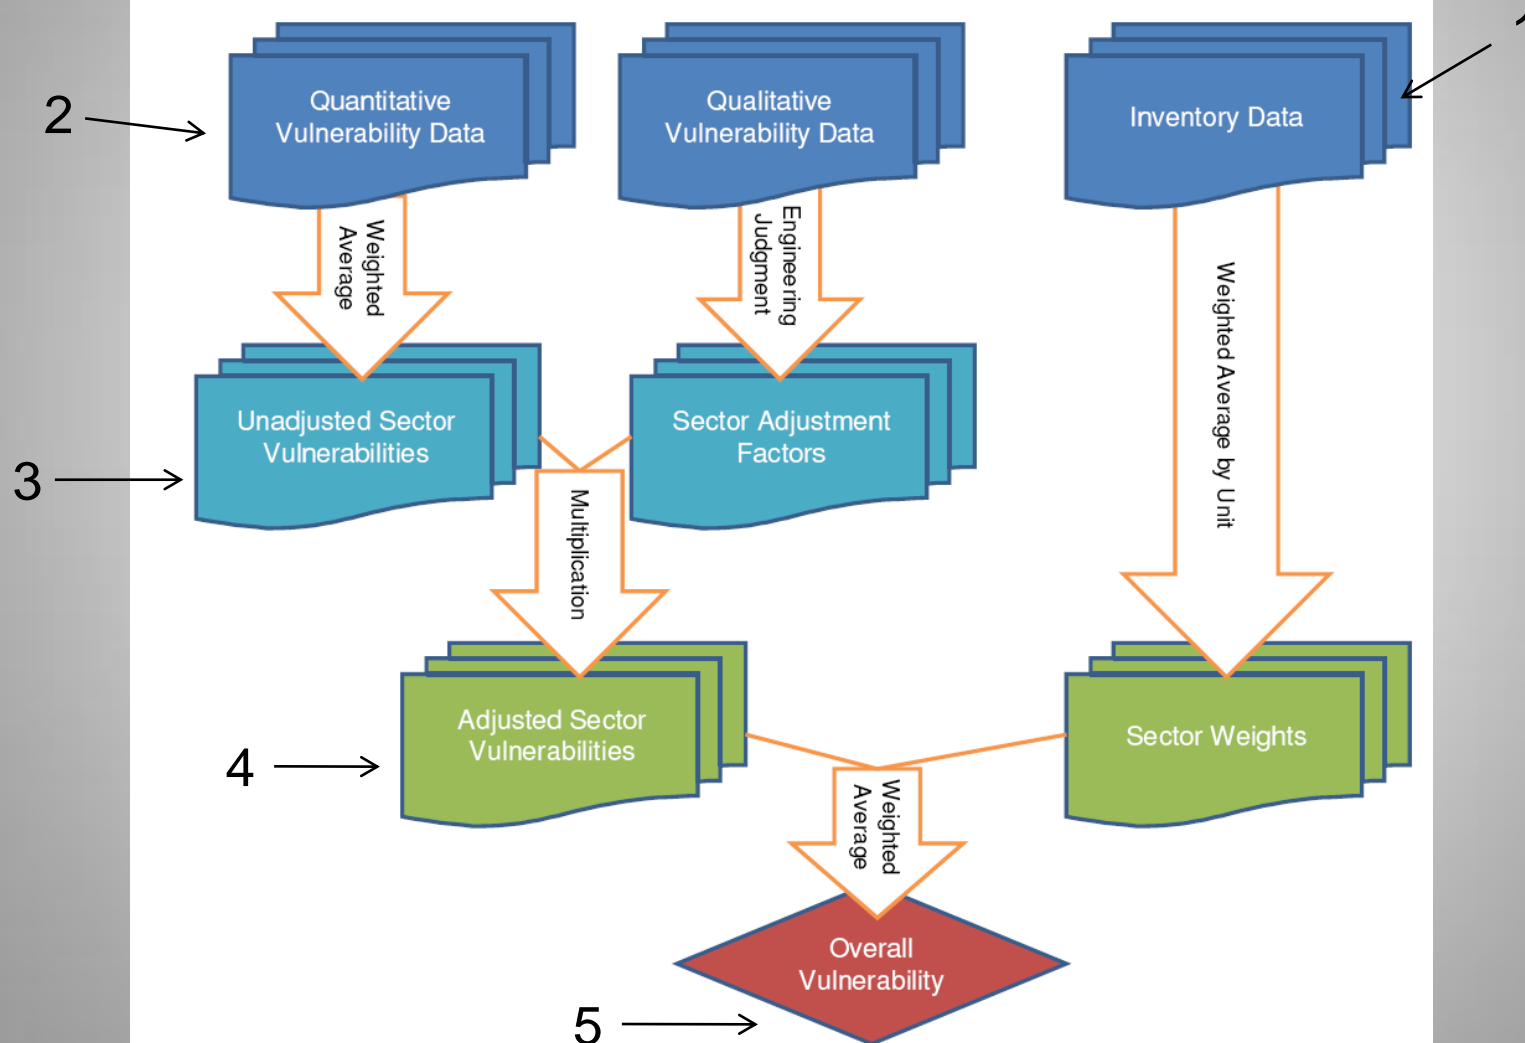 Quantitative
Vulnerability Data
Qualitative
Vulnerability Data
Inventory Data
2
Weighted
Average
Engineering
Judgment
Weighted Average by Unit
Unadjusted Sector
Vulnerabilities
Sector Adjustment
Factors
3
Multiplication
Adjusted Sector
Vulnerabilities
Sector Weights
4
Weighted
Average
Overall
Vulnerability
5